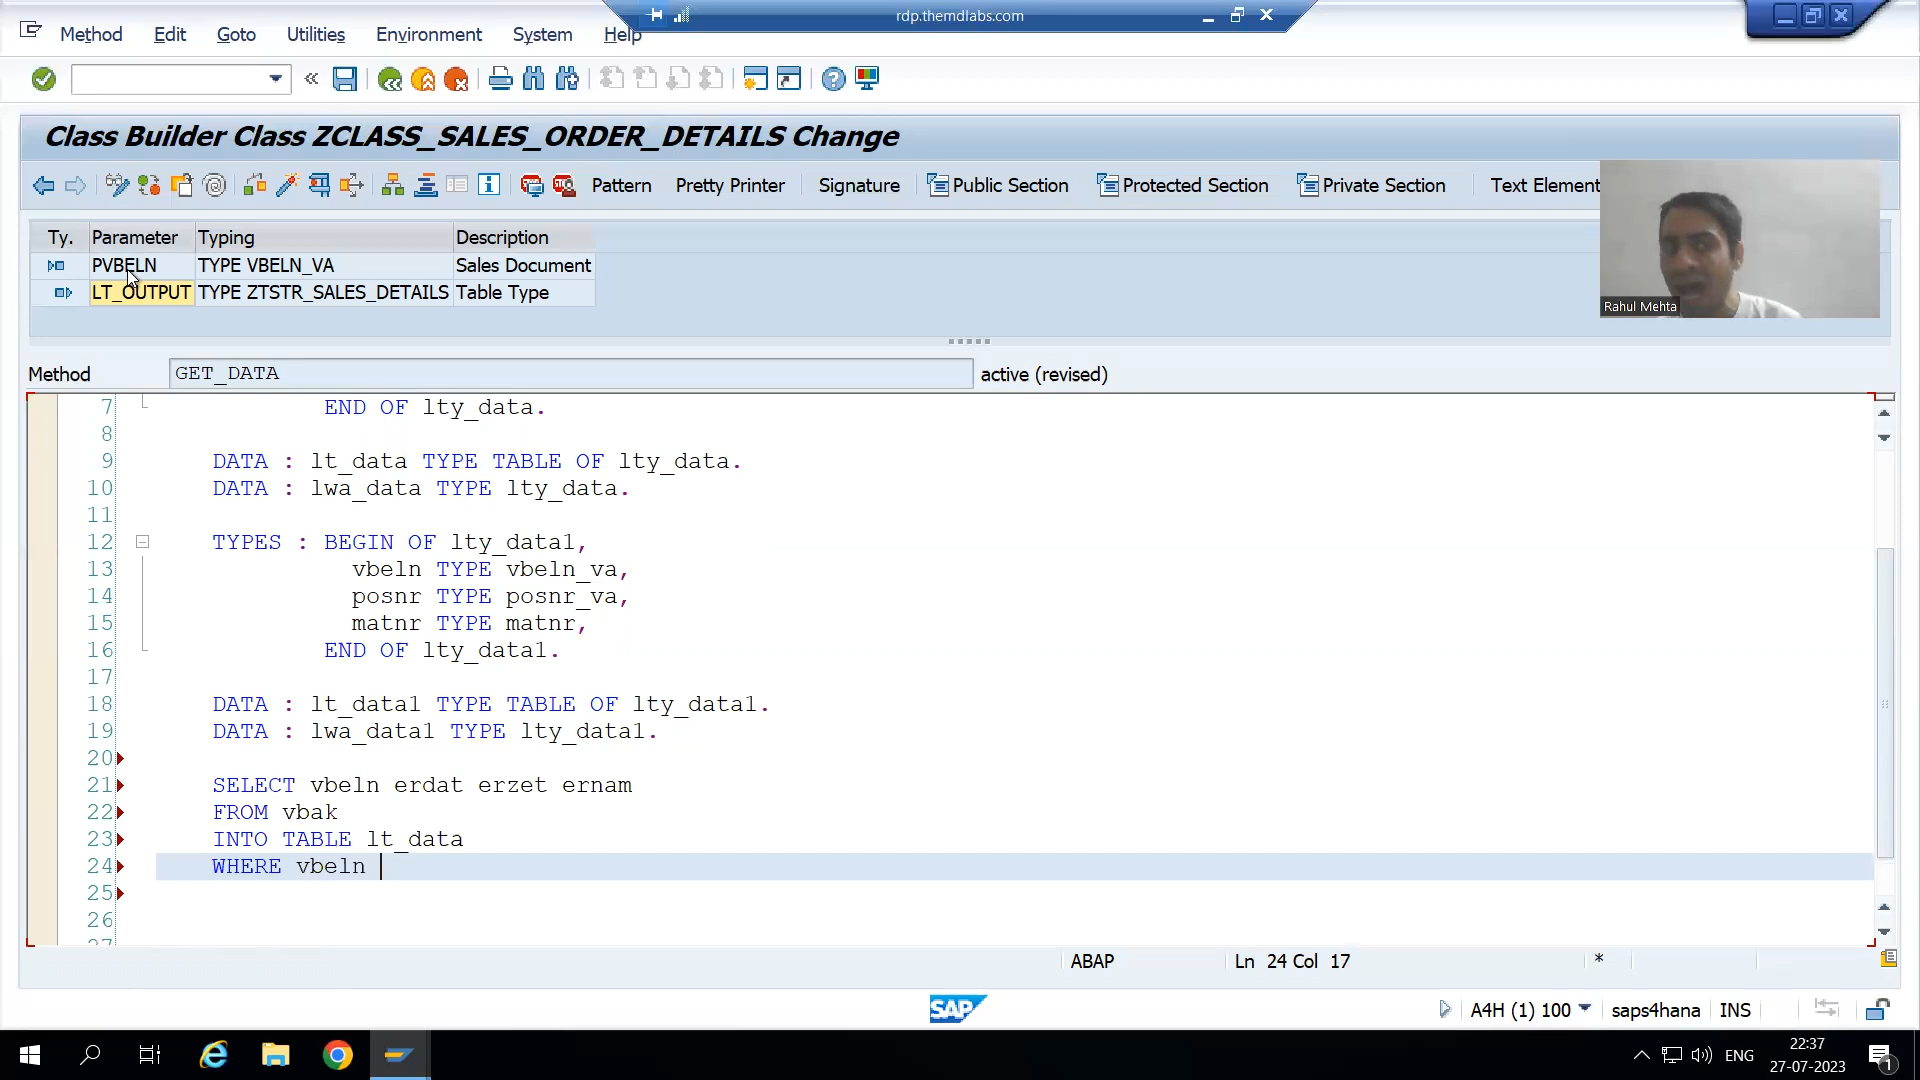 rdp.themdlabs.com
Method Edit Goto Utilities Environment System Help
Class Builder Class ZCLASS_SALES_ORDER_DETAILS Change
Pattern Pretty Printer Signature Public Section Protected Section Private Section Text Element
Ty. Parameter Typing Description
PVBELN TYPE VBELN_VA Sales Document
LT_OUTPUT TYPE ZTSTR_SALES_DETAILS Table Type
Rahul Mehta
Method GET_DATA active (revised)
7 END OF lty_data.
8
9 DATA : lt_data TYPE TABLE OF lty_data.
10 DATA : lwa_data TYPE lty_data.
11
12 TYPES : BEGIN OF lty_data1,
13 vbeln TYPE vbeln_va,
14 posnr TYPE posnr_va,
15 matnr TYPE matnr,
16 END OF lty_data1.
17
18 DATA : lt_data1 TYPE TABLE OF lty_data1.
19 DATA : lwa_data1 TYPE lty_data1.
20
21 SELECT vbeln erdat erzet ernam
22 FROM vbak
23 INTO TABLE lt_data
24 WHERE vbeln
25
26
27
ABAP Ln 24 Col 17 *
SAP A4H (1) 100 saps4hana INS
ENG 22:37
27-07-2023
1